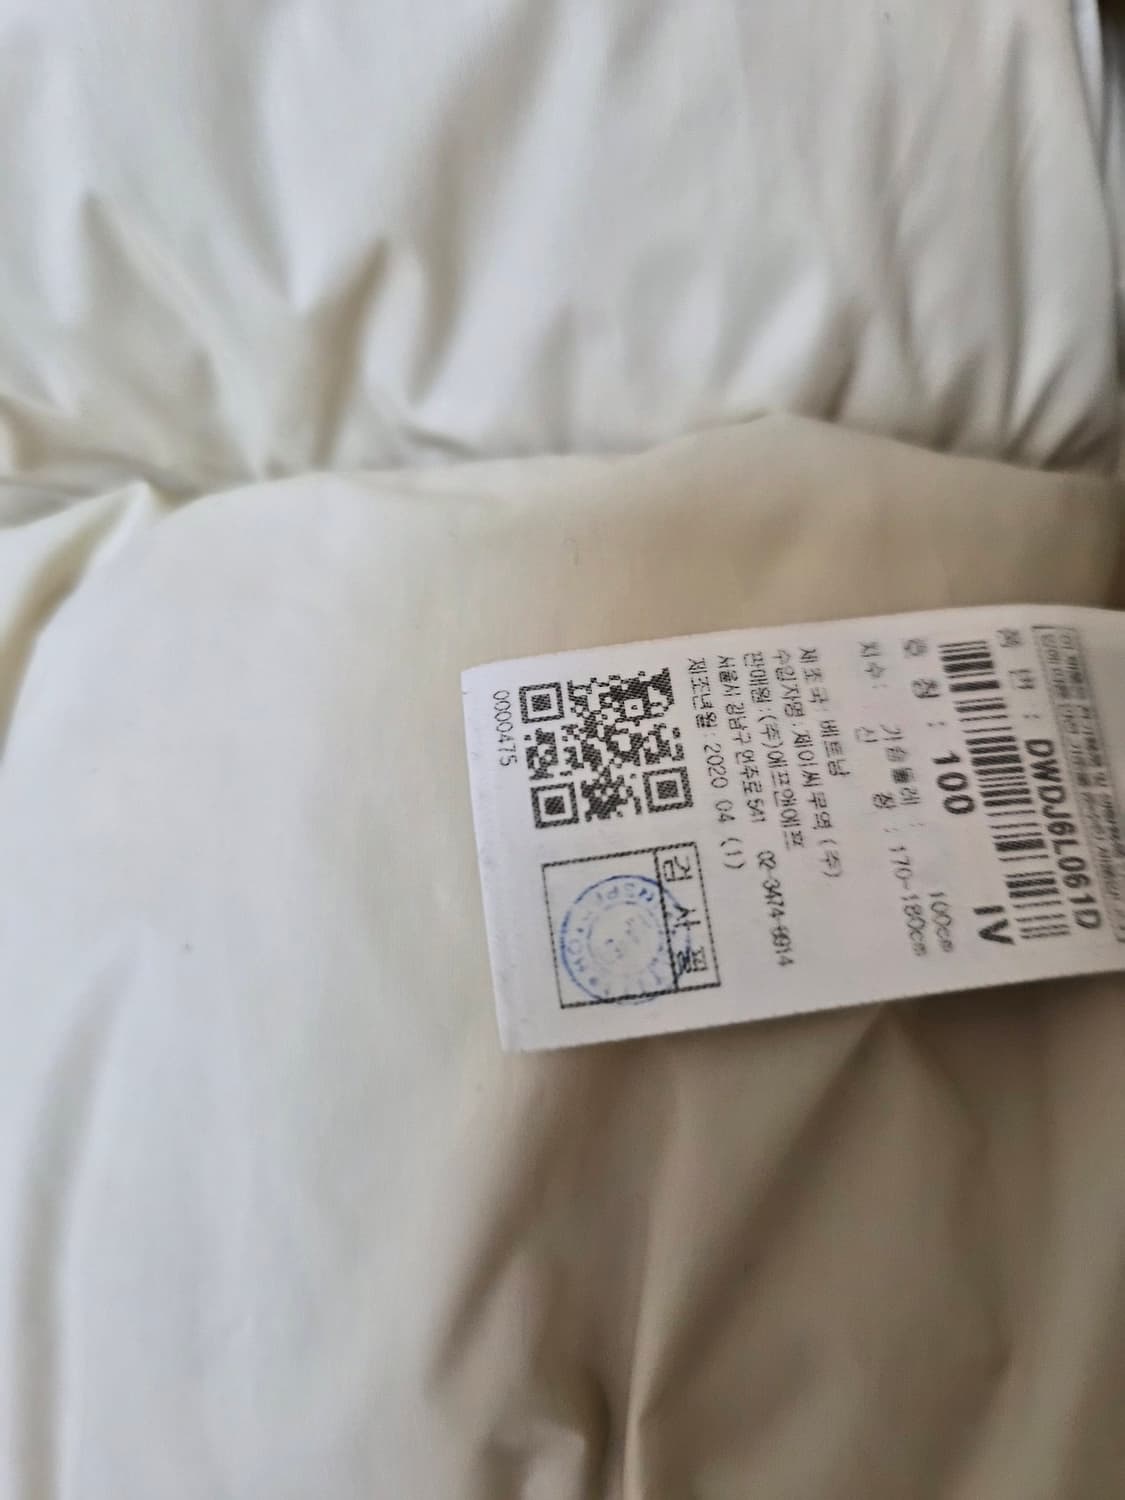 품 번 : DWDJ6L061D
IV
호 칭 : 100
치수: 가슴둘레 : 100cm
신 장 : 170~180cm
제 조 국 : 베트남
수입자명 : 제이씨 무역 (주)
판매원 : (주)에프앤에프
서울시 강남구 언주로 541 02-3474-6914
제조년월 : 2020 04 (1)
검 사 필
0000475